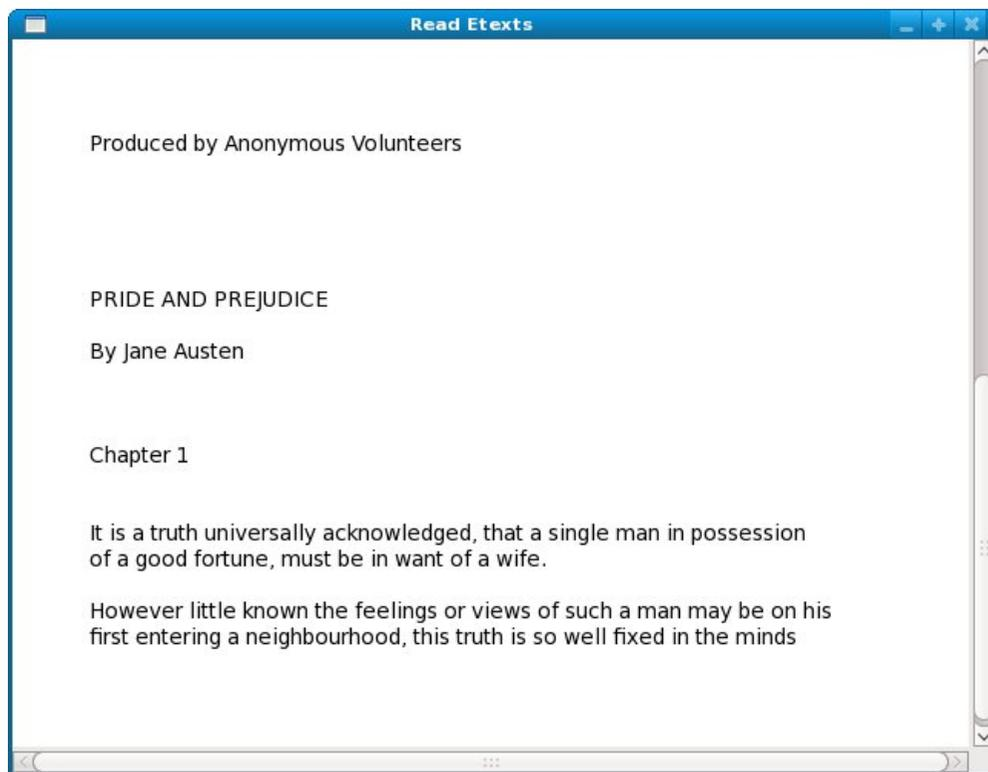 Read Etexts
Produced by Anonymous Volunteers
PRIDE AND PREJUDICE
By Jane Austen
Chapter 1
It is a truth universally acknowledged, that a single man in possession
of a good fortune, must be in want of a wife.
However little known the feelings or views of such a man may be on his
first entering a neighbourhood, this truth is so well fixed in the minds